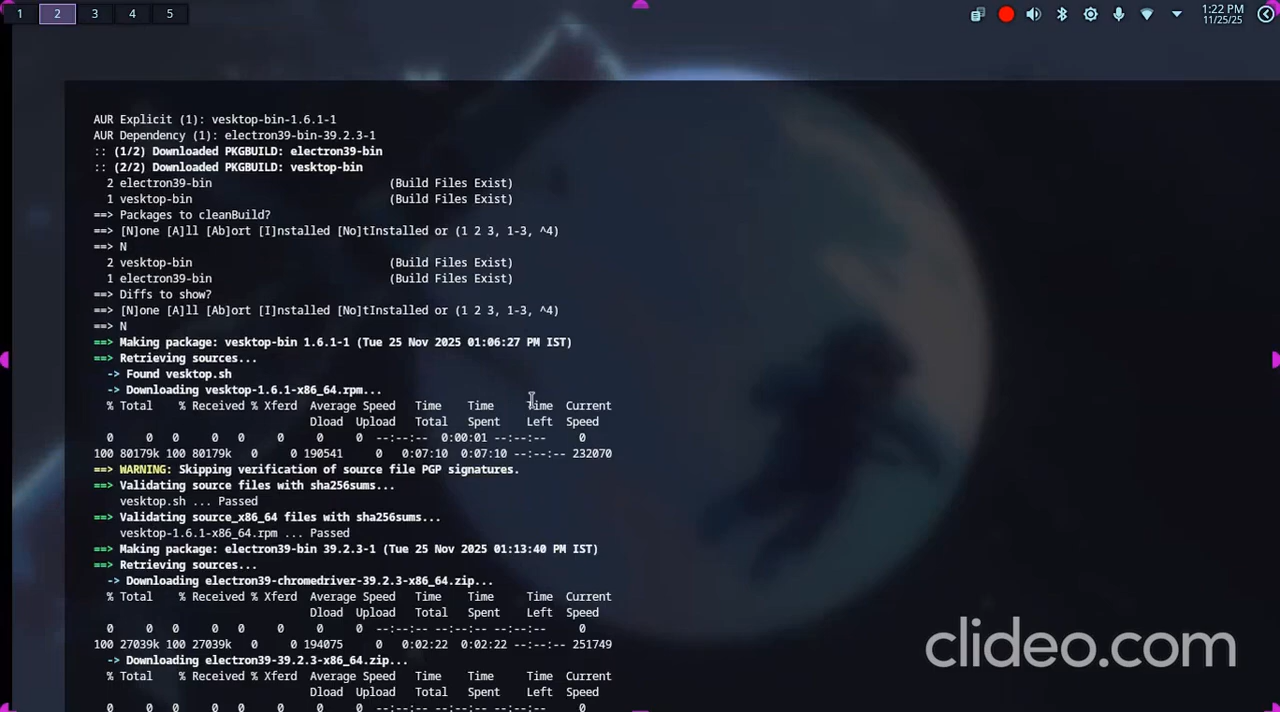 1 2 3 4 5
1:22 PM
11/25/25
AUR Explicit (1): vesktop-bin-1.6.1-1
AUR Dependency (1): electron39-bin-39.2.3-1
:: (1/2) Downloaded PKGBUILD: electron39-bin
:: (2/2) Downloaded PKGBUILD: vesktop-bin
2 electron39-bin (Build Files Exist)
1 vesktop-bin (Build Files Exist)
==> Packages to cleanBuild?
==> [N]one [A]ll [Ab]ort [I]nstalled [No]tInstalled or (1 2 3, 1-3, ^4)
==> N
2 vesktop-bin (Build Files Exist)
1 electron39-bin (Build Files Exist)
==> Diffs to show?
==> [N]one [A]ll [Ab]ort [I]nstalled [No]tInstalled or (1 2 3, 1-3, ^4)
==> N
==> Making package: vesktop-bin 1.6.1-1 (Tue 25 Nov 2025 01:06:27 PM IST)
==> Retrieving sources...
-> Found vesktop.sh
-> Downloading vesktop-1.6.1-x86_64.rpm...
% Total % Received % Xferd Average Speed Time Time Time Current
Dload Upload Total Spent Left Speed
0 0 0 0 0 0 0 0 --:--:-- 0:00:01 --:--:-- 0
100 80179k 100 80179k 0 0 190541 0 0:07:10 0:07:10 --:--:-- 232070
==> WARNING: Skipping verification of source file PGP signatures.
==> Validating source files with sha256sums...
vesktop.sh ... Passed
==> Validating source_x86_64 files with sha256sums...
vesktop-1.6.1-x86_64.rpm ... Passed
==> Making package: electron39-bin 39.2.3-1 (Tue 25 Nov 2025 01:13:40 PM IST)
==> Retrieving sources...
-> Downloading electron39-chromedriver-39.2.3-x86_64.zip...
% Total % Received % Xferd Average Speed Time Time Time Current
Dload Upload Total Spent Left Speed
0 0 0 0 0 0 0 0 --:--:-- --:--:-- --:--:-- 0
100 27039k 100 27039k 0 0 194075 0 0:02:22 0:02:22 --:--:-- 251749
-> Downloading electron39-39.2.3-x86_64.zip...
% Total % Received % Xferd Average Speed Time Time Time Current
Dload Upload Total Spent Left Speed
0 0 0 0 0 0 0 0 --:--:-- --:--:-- --:--:-- 0
clideo.com